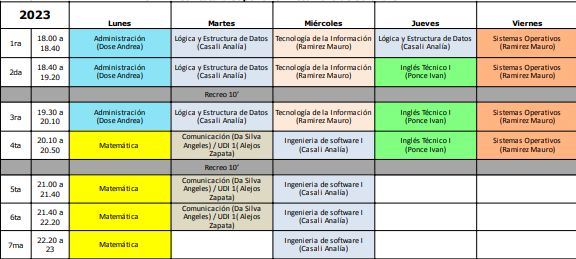 2023
Lunes Martes Miércoles Jueves Viernes
1ra
18.00 a
18.40
Administración
(Dose Andrea)
Lógica y Estructura de Datos
(Casali Analía)
Tecnología de la Información
(Ramirez Mauro)
Lógica y Estructura de Datos
(Casali Analía)
Sistemas Operativos
(Ramirez Mauro)
2da
18.40 a
19.20
Administración
(Dose Andrea)
Lógica y Estructura de Datos
(Casali Analía)
Tecnología de la Información
(Ramirez Mauro)
Inglés Técnico I
(Ponce Ivan)
Sistemas Operativos
(Ramirez Mauro)
Recreo 10'
3ra
19.30 a
20.10
Administración
(Dose Andrea)
Lógica y Estructura de Datos
(Casali Analía)
Tecnología de la Información
(Ramirez Mauro)
Inglés Técnico I
(Ponce Ivan)
Sistemas Operativos
(Ramirez Mauro)
4ta
20.10 a
20.50
Matemática
Comunicación (Da Silva
Angeles) / UDI 1( Alejos
Zapata)
Ingenieria de software I
(Casali Analía)
Inglés Técnico I
(Ponce Ivan)
Sistemas Operativos
(Ramirez Mauro)
Recreo 10'
5ta
21.00 a
21.40
Matemática
Comunicación (Da Silva
Angeles) / UDI 1( Alejos
Zapata)
Ingenieria de software I
(Casali Analía)
6ta
21.40 a
22.20
Matemática
Comunicación (Da Silva
Angeles) / UDI 1( Alejos
Zapata)
Ingenieria de software I
(Casali Analía)
7ma
22.20 a
23
Matemática
Ingenieria de software I
(Casali Analía)